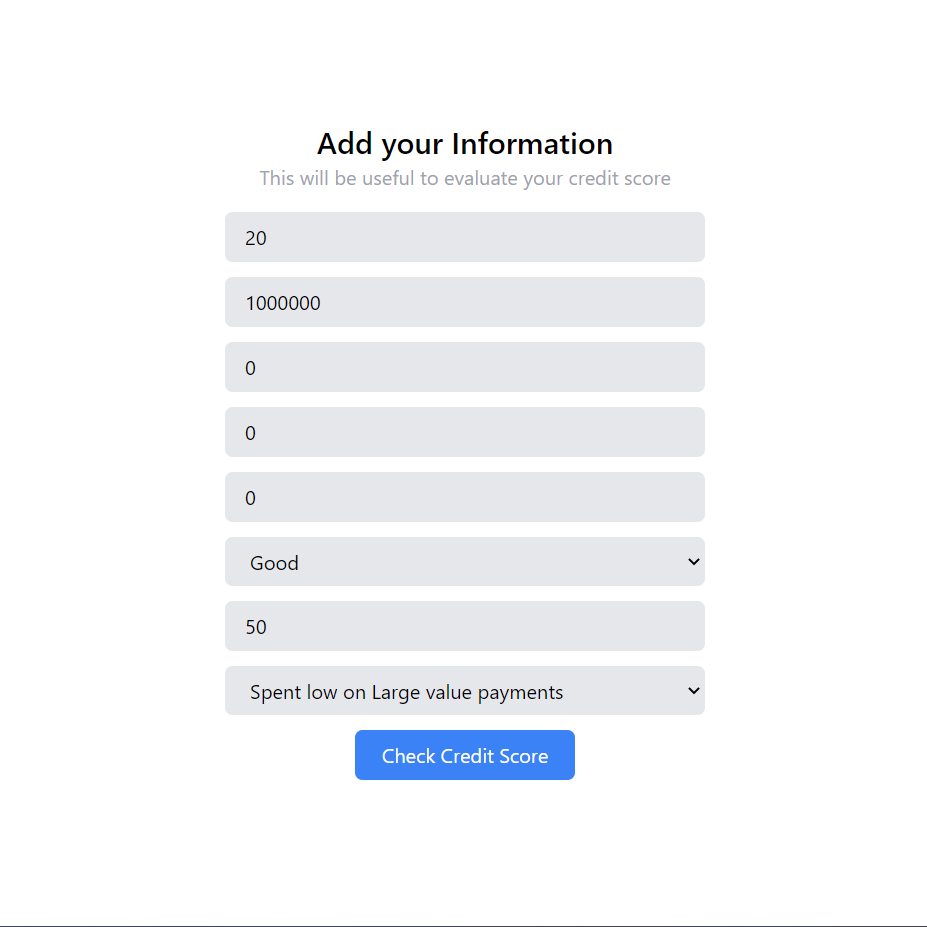 Add your Information
This will be useful to evaluate your credit score
20
1000000
0
0
0
Good
50
Spent low on Large value payments
Check Credit Score